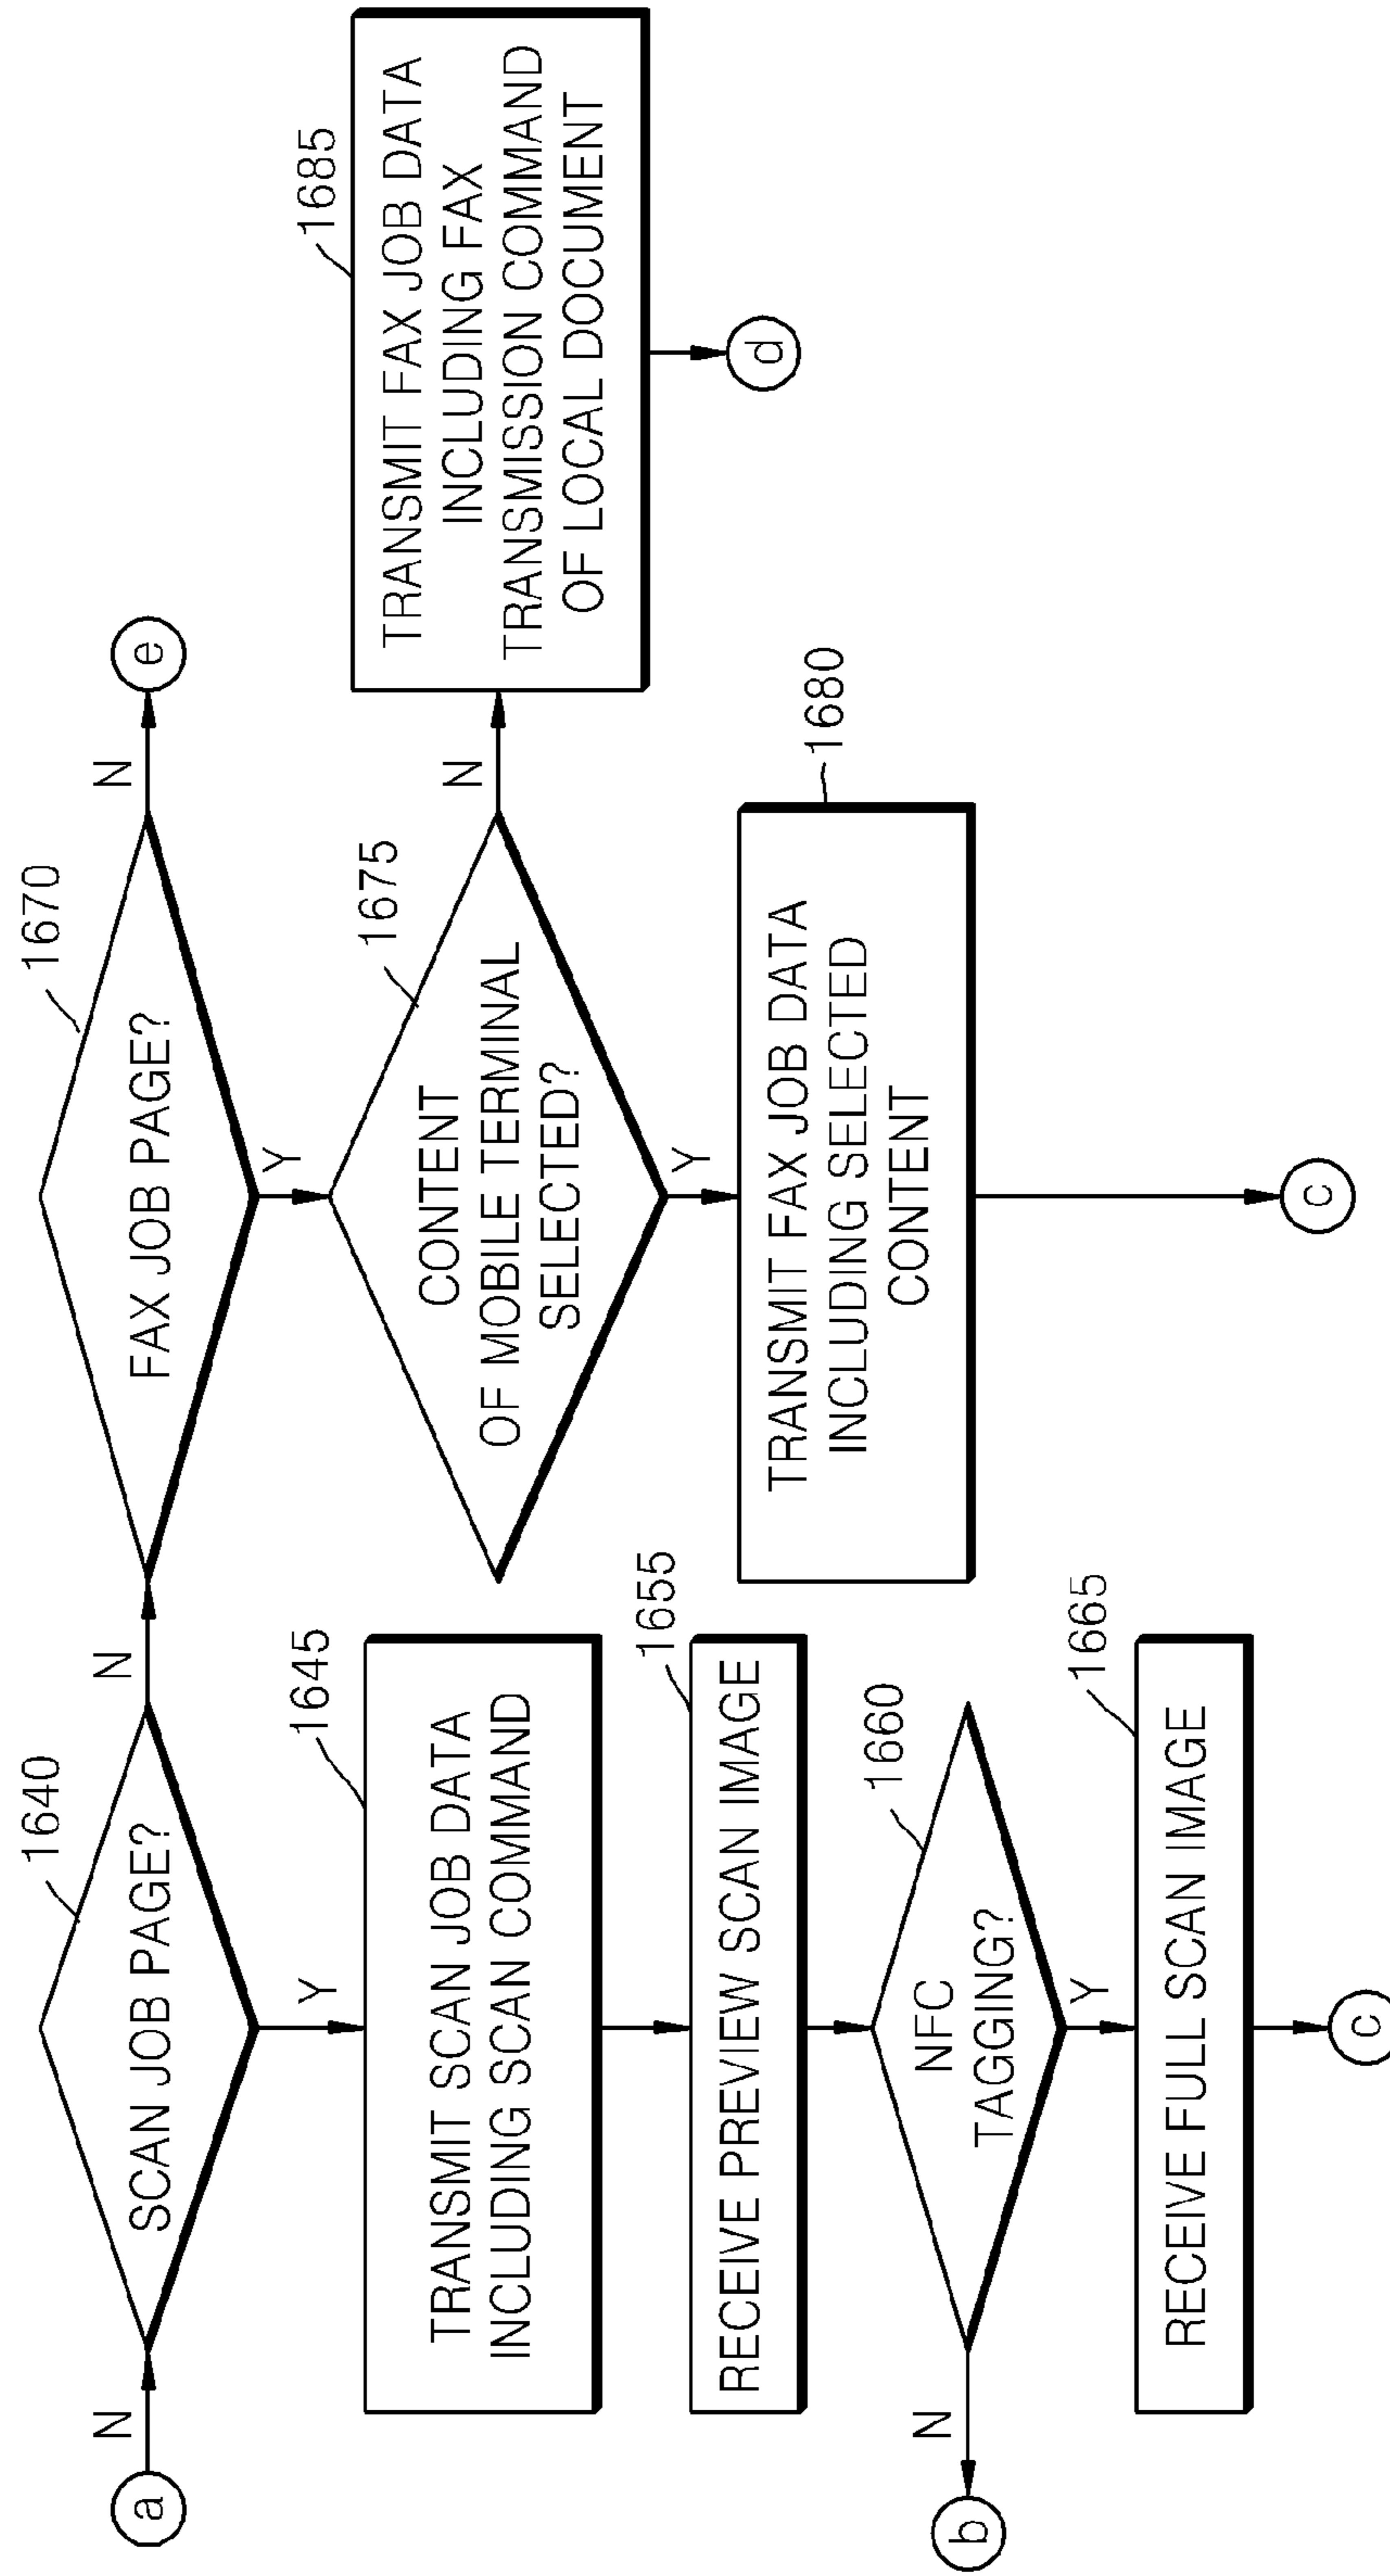 a
N
1640
SCAN JOB PAGE?
N
1670
FAX JOB PAGE?
N
e
Y
1645
TRANSMIT SCAN JOB DATA
INCLUDING SCAN COMMAND
1655
RECEIVE PREVIEW SCAN IMAGE
1660
NFC
TAGGING?
N
b
Y
1665
RECEIVE FULL SCAN IMAGE
c
Y
1675
CONTENT
OF MOBILE TERMINAL
SELECTED?
N
1685
TRANSMIT FAX JOB DATA
INCLUDING FAX
TRANSMISSION COMMAND
OF LOCAL DOCUMENT
d
Y
1680
TRANSMIT FAX JOB DATA
INCLUDING SELECTED
CONTENT
c